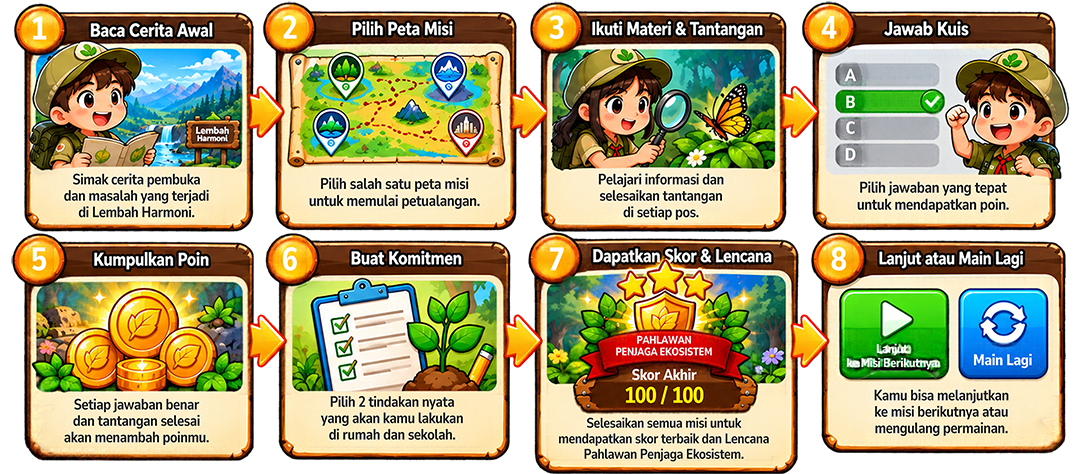 1
Baca Cerita Awal
Lembah
Harmoni
Simak cerita pembuka
dan masalah yang terjadi
di Lembah Harmoni.
2
Pilih Peta Misi
Pilih salah satu peta misi
untuk memulai petualangan.
3
Ikuti Materi & Tantangan
Pelajari informasi dan
selesaikan tantangan
di setiap pos.
4
Jawab Kuis
A
B
C
D
Pilih jawaban yang tepat
untuk mendapatkan poin.
5
Kumpulkan Poin
Setiap jawaban benar
dan tantangan selesai
akan menambah poinmu.
6
Buat Komitmen
Pilih 2 tindakan nyata
yang akan kamu lakukan
di rumah dan sekolah.
7
Dapatkan Skor & Lencana
PAHLAWAN
PENJAGA EKOSISTEM
Skor Akhir
100 / 100
Selesaikan semua misi untuk
mendapatkan skor terbaik dan Lencana
Pahlawan Penjaga Ekosistem.
8
Lanjut atau Main Lagi
Lanjut
ke Misi Berikutnya
Main Lagi
Kamu bisa melanjutkan
ke misi berikutnya atau
mengulang permainan.